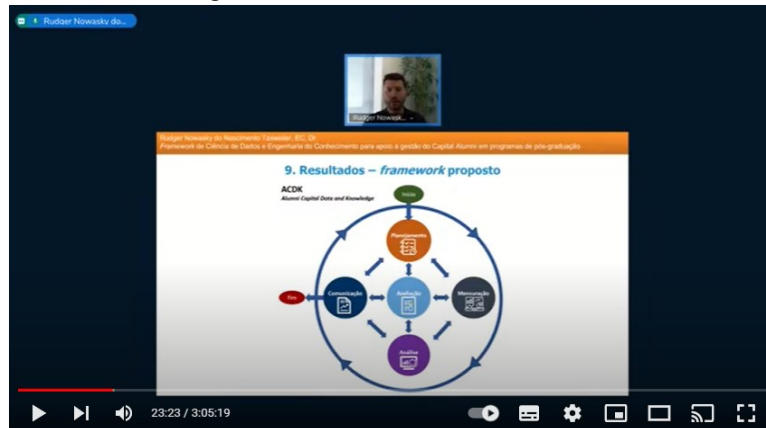 Rudger Nowasky do...
Rudger Nowask...
Rudger Nowasky do Nascimento Taxweiler, EC, Dr
Framework de Ciência de Dados e Engenharia do Conhecimento para apoio a gestão do Capital Alumni em programas de pós-graduação
9. Resultados – framework proposto
ACDK
Alumni Capital Data and Knowledge
Início
Planejamento
Fim
Comunicação
Avaliação
Mensuração
Análise
23:23 / 3:05:19